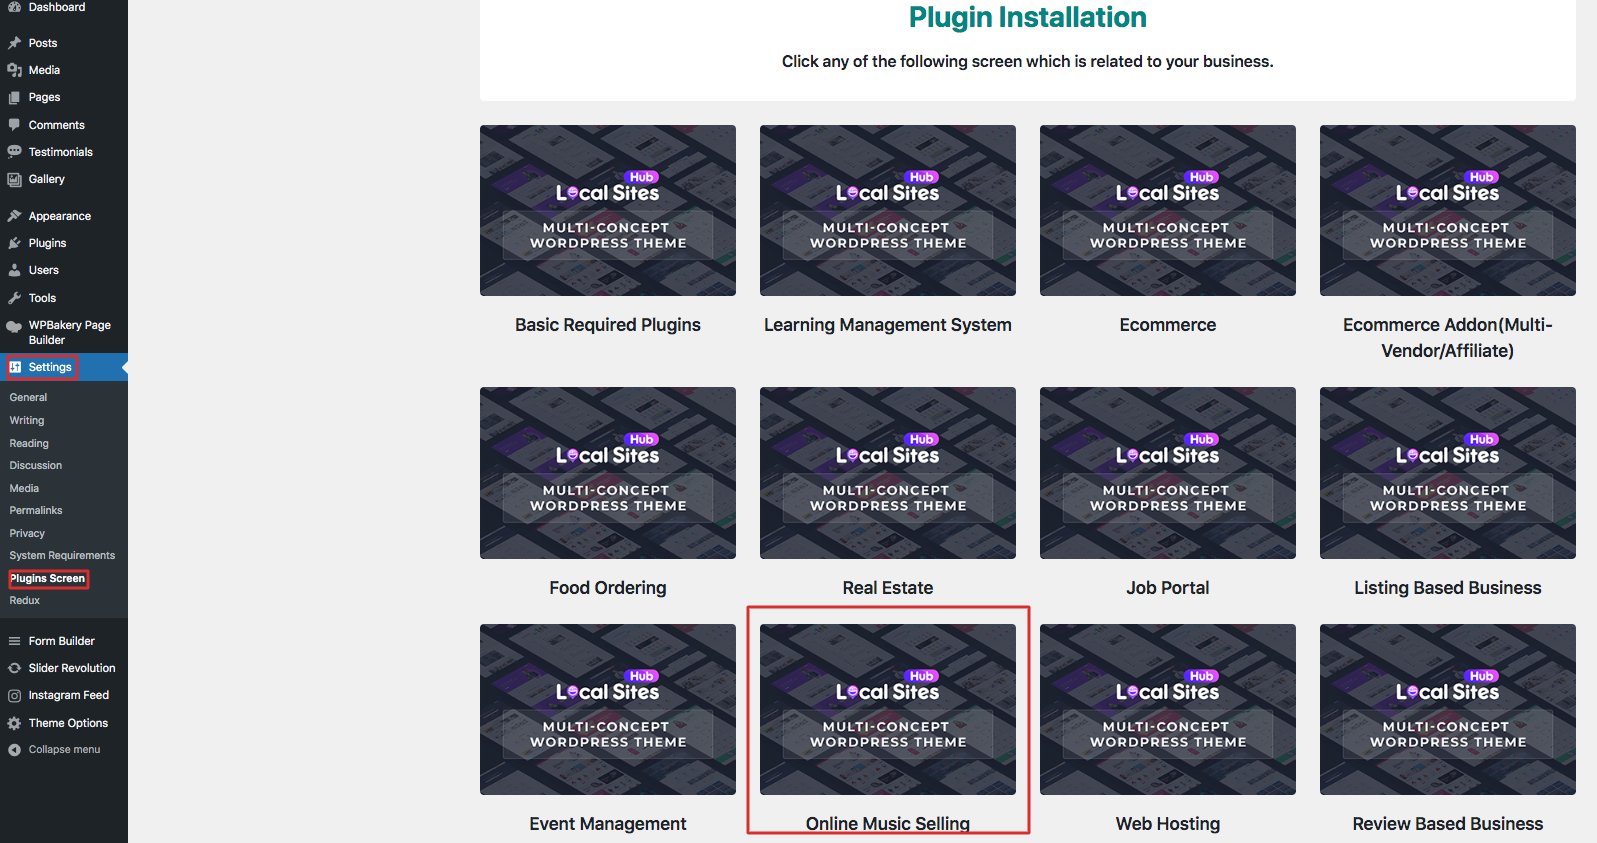 Dashboard
Posts
Media
Pages
Comments
Testimonials
Gallery
Appearance
Plugins
Users
Tools
WPBakery Page
Builder
Settings
General
Writing
Reading
Discussion
Media
Permalinks
Privacy
System Requirements
Plugins Screen
Redux
Form Builder
Slider Revolution
Instagram Feed
Theme Options
Collapse menu
Plugin Installation
Click any of the following screen which is related to your business.
Hub
Local Sites
MULTI-CONCEPT
WORDPRESS THEME
Basic Required Plugins
Hub
Local Sites
MULTI-CONCEPT
WORDPRESS THEME
Learning Management System
Hub
Local Sites
MULTI-CONCEPT
WORDPRESS THEME
Ecommerce
Hub
Local Sites
MULTI-CONCEPT
WORDPRESS THEME
Ecommerce Addon(Multi-
Vendor/Affiliate)
Hub
Local Sites
MULTI-CONCEPT
WORDPRESS THEME
Food Ordering
Hub
Local Sites
MULTI-CONCEPT
WORDPRESS THEME
Real Estate
Hub
Local Sites
MULTI-CONCEPT
WORDPRESS THEME
Job Portal
Hub
Local Sites
MULTI-CONCEPT
WORDPRESS THEME
Listing Based Business
Hub
Local Sites
MULTI-CONCEPT
WORDPRESS THEME
Event Management
Hub
Local Sites
MULTI-CONCEPT
WORDPRESS THEME
Online Music Selling
Hub
Local Sites
MULTI-CONCEPT
WORDPRESS THEME
Web Hosting
Hub
Local Sites
MULTI-CONCEPT
WORDPRESS THEME
Review Based Business